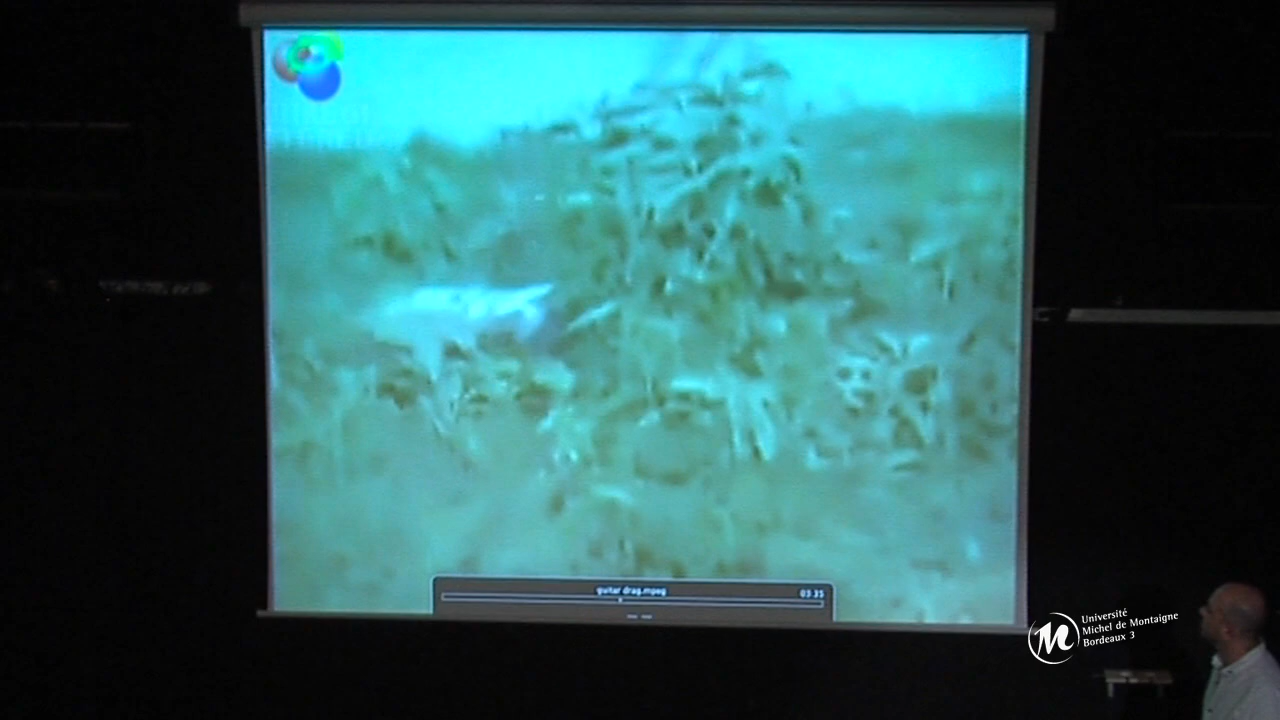 guitar drag.mpeg
03:35
Université
Michel de Montaigne
Bordeaux 3